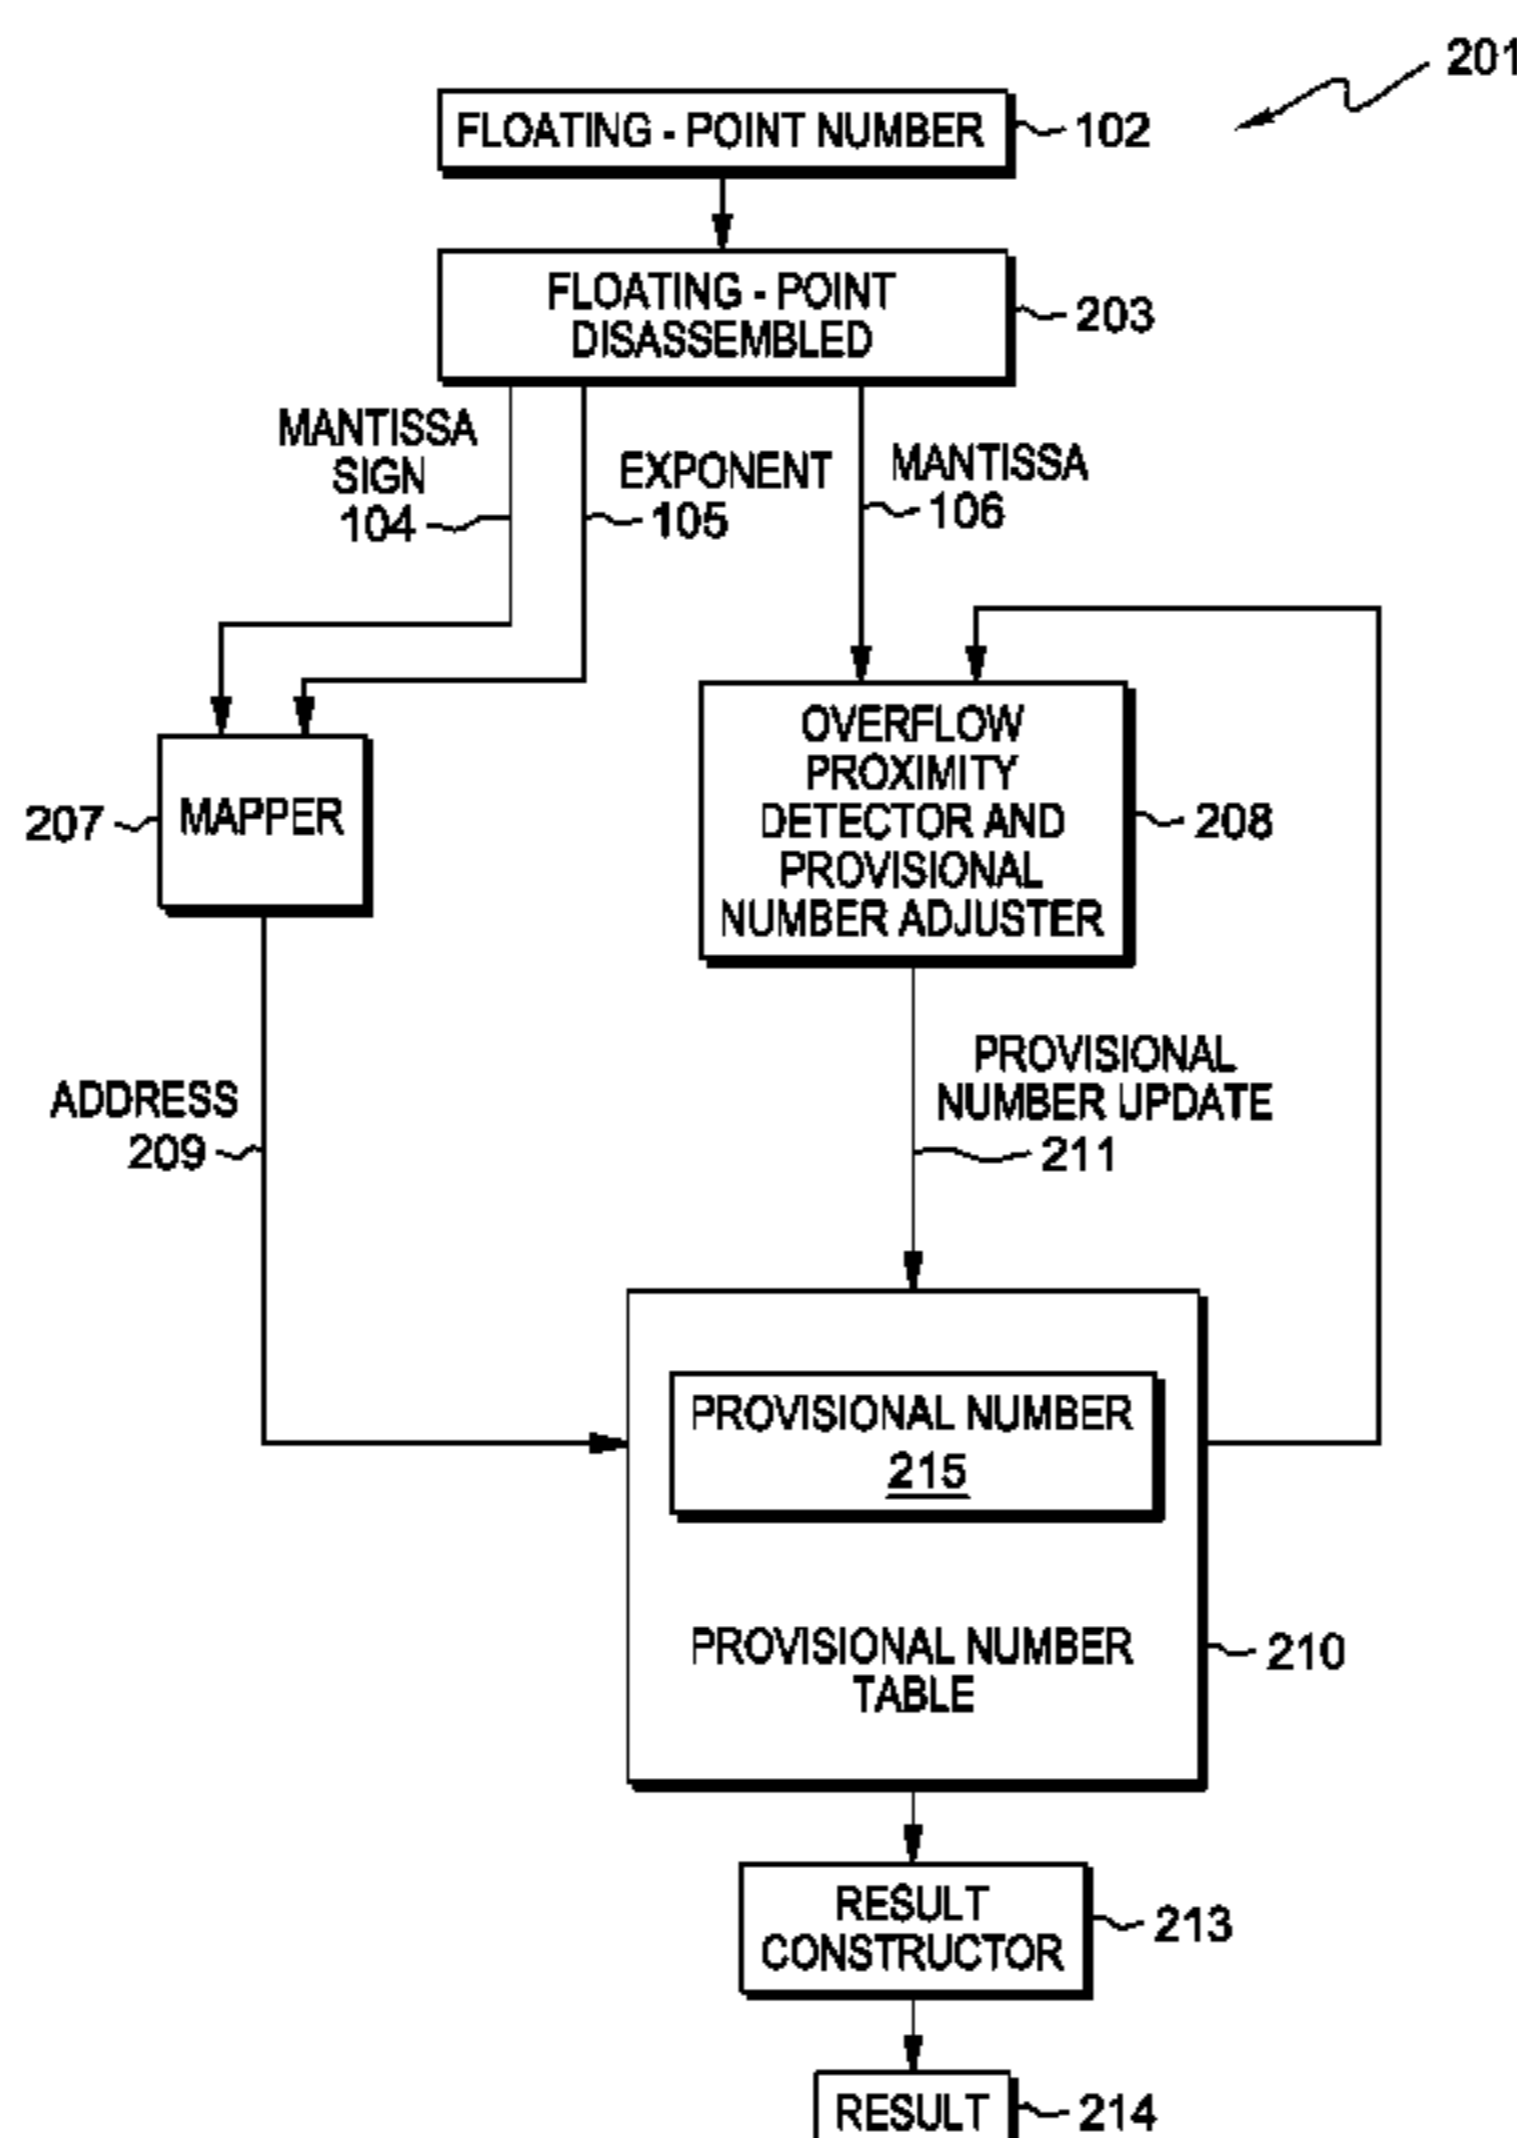 201
FLOATING - POINT NUMBER
102
FLOATING - POINT
DISASSEMBLED
203
MANTISSA
SIGN
104
EXPONENT
105
MANTISSA
106
MAPPER
207
OVERFLOW
PROXIMITY
DETECTOR AND
PROVISIONAL
NUMBER ADJUSTER
208
ADDRESS
209
PROVISIONAL
NUMBER UPDATE
211
PROVISIONAL NUMBER
215
PROVISIONAL NUMBER
TABLE
210
RESULT
CONSTRUCTOR
213
RESULT
214